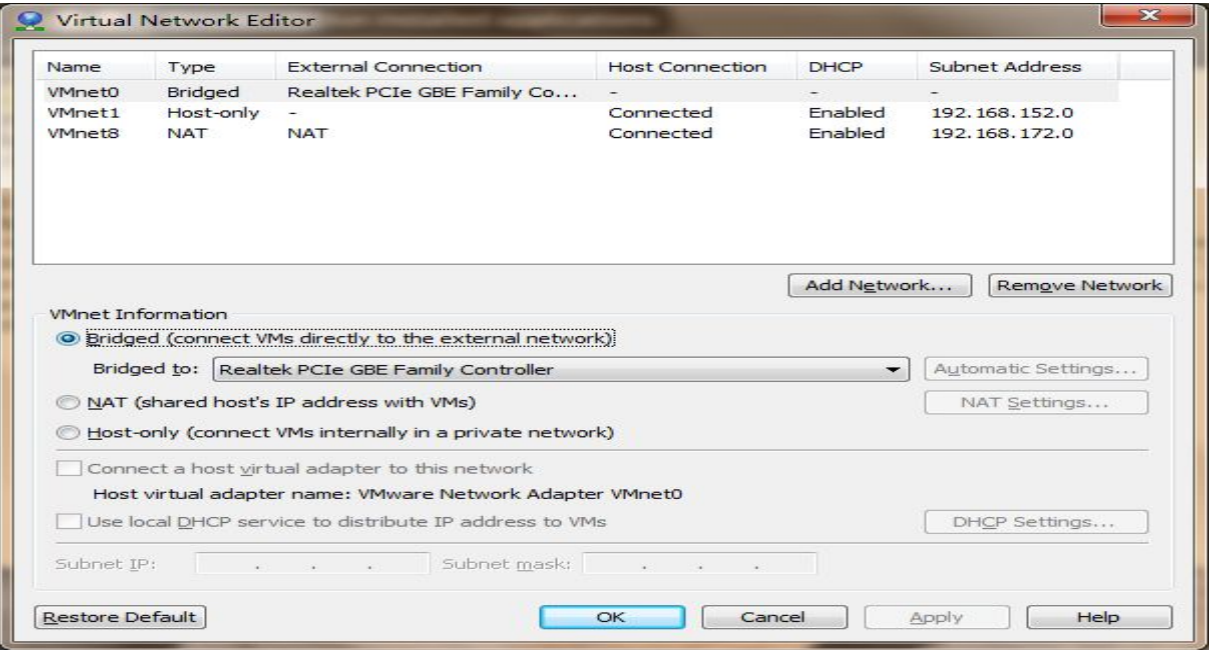 Virtual Network Editor
Name Type External Connection Host Connection DHCP Subnet Address
VMnet0 Bridged Realtek PCIe GBE Family Co... - - -
VMnet1 Host-only - Connected Enabled 192.168.152.0
VMnet8 NAT NAT Connected Enabled 192.168.172.0
Add Network... Remove Network
VMnet Information
Bridged (connect VMs directly to the external network)
Bridged to: Realtek PCIe GBE Family Controller Automatic Settings...
NAT (shared host's IP address with VMs) NAT Settings...
Host-only (connect VMs internally in a private network)
Connect a host virtual adapter to this network
Host virtual adapter name: VMware Network Adapter VMnet0
Use local DHCP service to distribute IP address to VMs DHCP Settings...
Subnet IP: . . . Subnet mask: . . .
Restore Default OK Cancel Apply Help